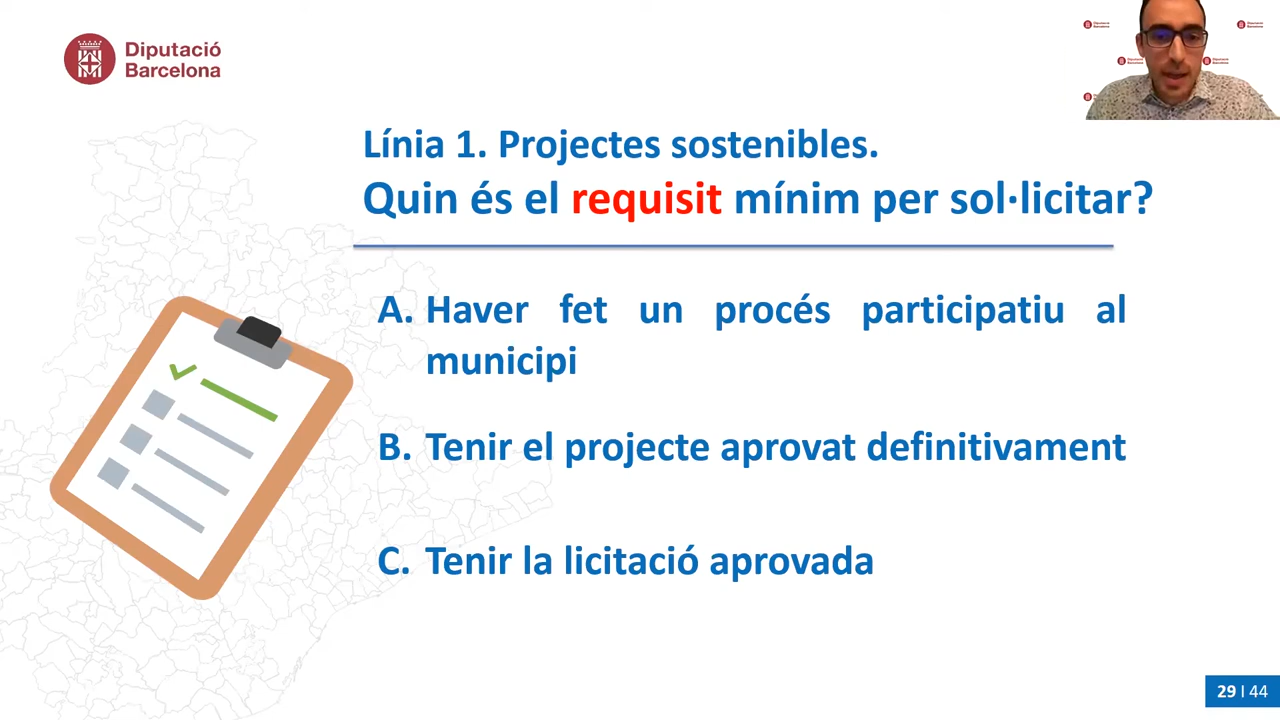 Diputació
Barcelona
Línia 1. Projectes sostenibles.
Quin és el requisit mínim per sol·licitar?
A. Haver fet un procés participatiu al
municipi
B. Tenir el projecte aprovat definitivament
C. Tenir la licitació aprovada
29 | 44